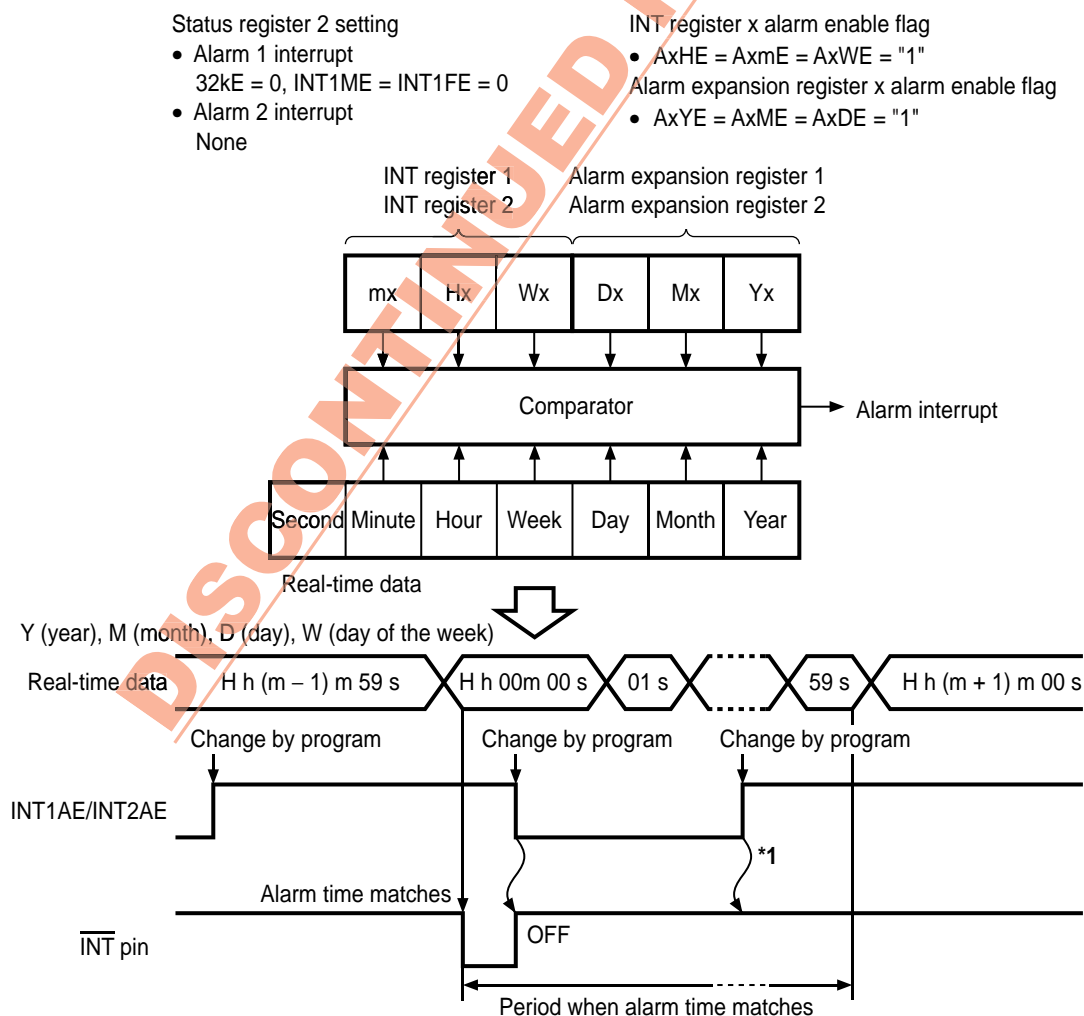 Status register 2 setting
• Alarm 1 interrupt
32kE = 0, INT1ME = INT1FE = 0
• Alarm 2 interrupt
None
INT register x alarm enable flag
• AxHE = AxmE = AxWE = "1"
Alarm expansion register x alarm enable flag
• AxYE = AxME = AxDE = "1"
INT register 1
INT register 2
Alarm expansion register 1
Alarm expansion register 2
mx Hx Wx Dx Mx Yx
Comparator
Alarm interrupt
Second Minute Hour Week Day Month Year
Real-time data
Y (year), M (month), D (day), W (day of the week)
Real-time data H h (m − 1) m 59 s H h 00m 00 s 01 s 59 s H h (m + 1) m 00 s
Change by program Change by program Change by program
INT1AE/INT2AE
*1
Alarm time matches
INT pin
OFF
Period when alarm time matches
DISCONTINUED